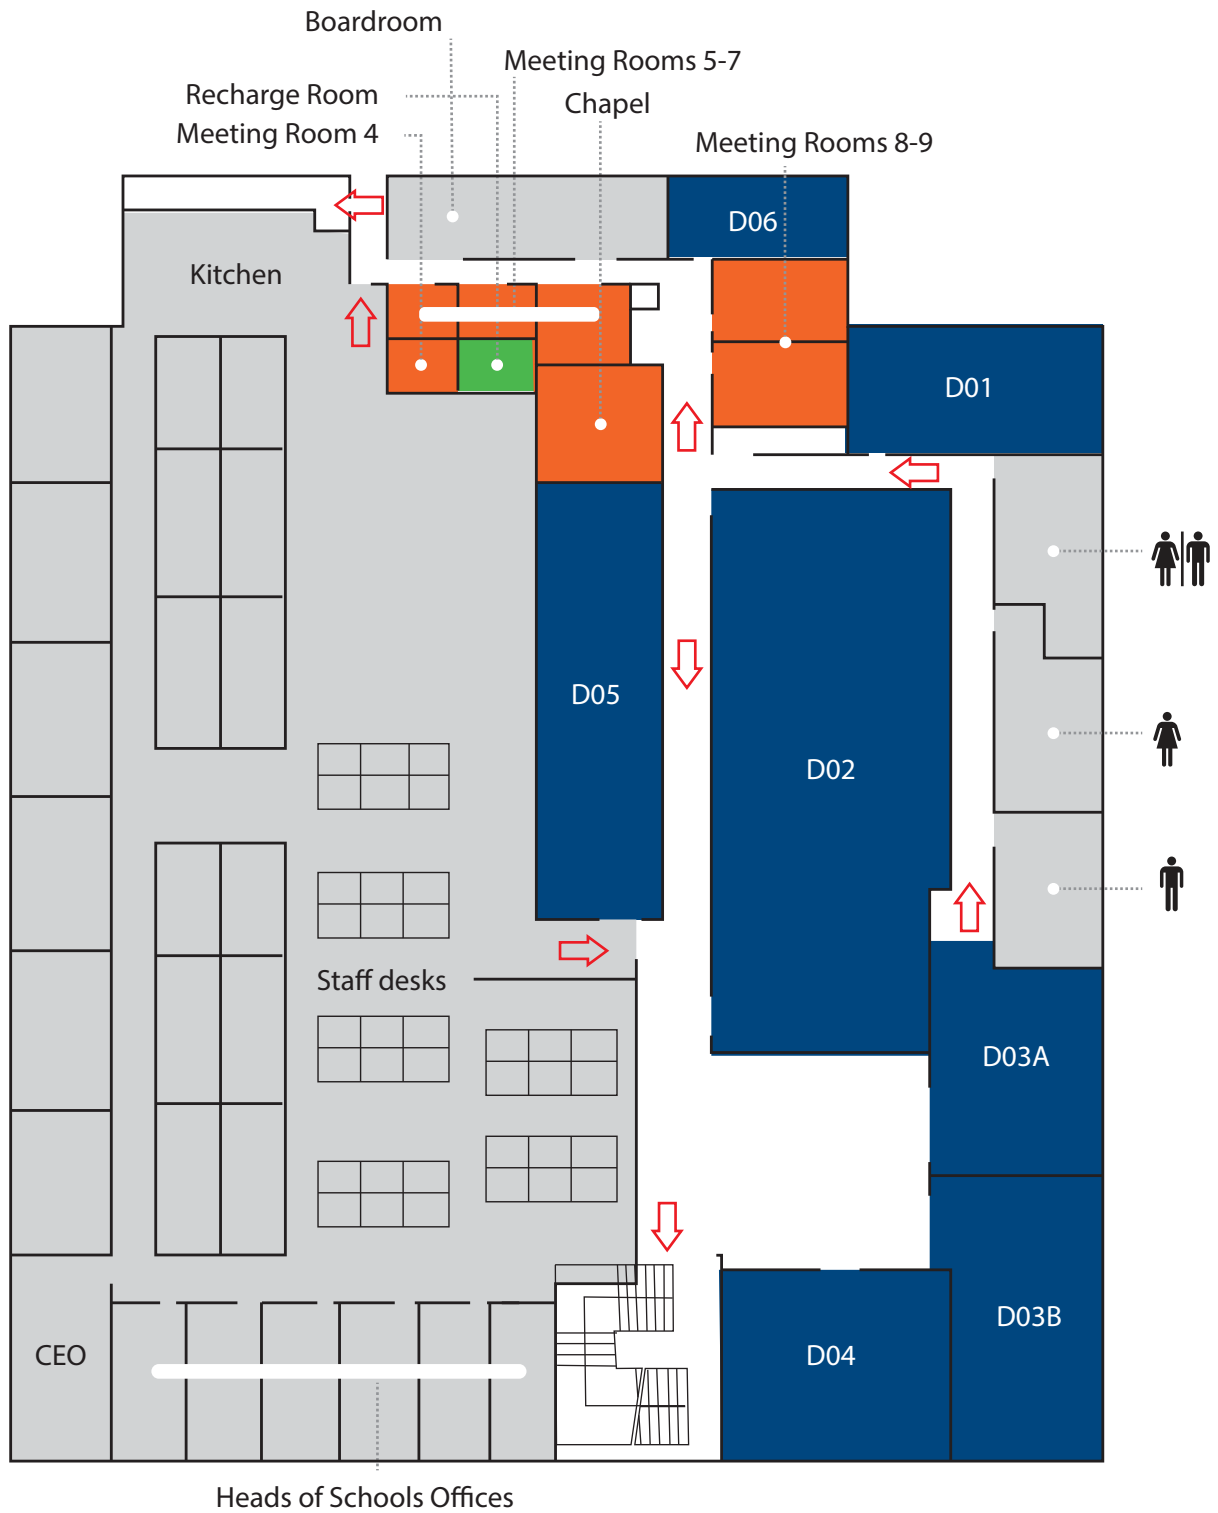 Boardroom
Meeting Rooms 5-7
Recharge Room
Chapel
Meeting Room 4
Meeting Rooms 8-9
D06
Kitchen
D01
D05
D02
Staff desks
D03A
D03B
CEO
D04
Heads of Schools Offices